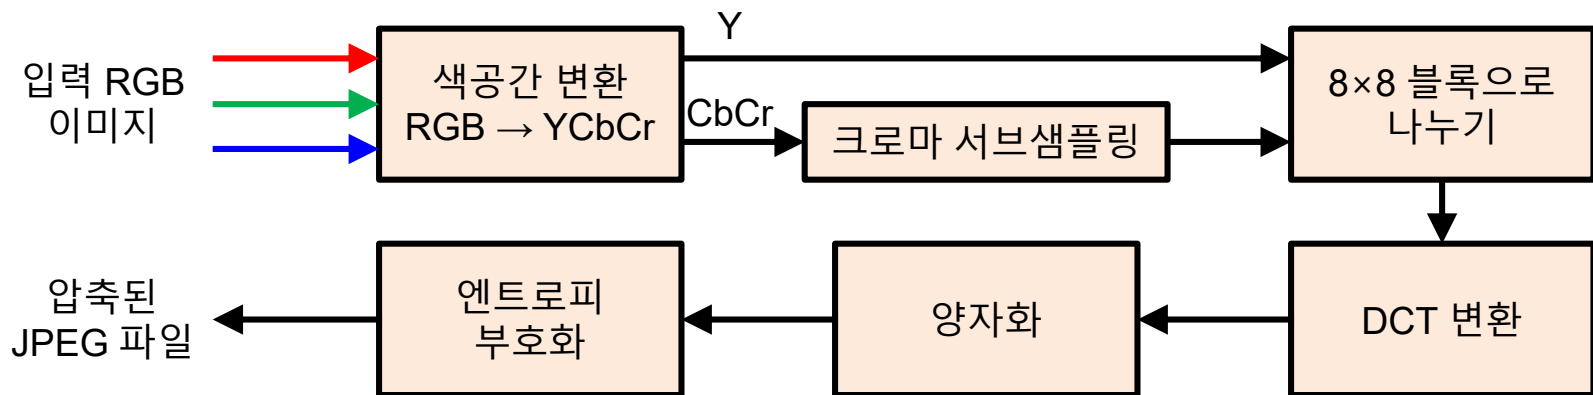 입력 RGB
이미지
색공간 변환
RGB → YCbCr
Y
CbCr
크로마 서브샘플링
8×8 블록으로
나누기
DCT 변환
양자화
엔트로피
부호화
압축된
JPEG 파일